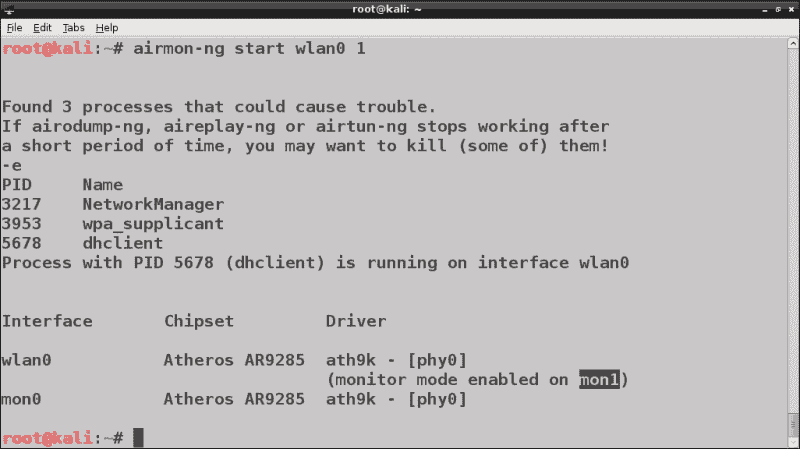 root@kali: ~
File Edit Tabs Help
root@kali:~# airmon-ng start wlan0 1
Found 3 processes that could cause trouble.
If airodump-ng, aireplay-ng or airtun-ng stops working after
a short period of time, you may want to kill (some of) them!
-e
PID Name
3217 NetworkManager
3953 wpa_supplicant
5678 dhclient
Process with PID 5678 (dhclient) is running on interface wlan0
Interface Chipset Driver
wlan0 Atheros AR9285 ath9k - [phy0]
(monitor mode enabled on mon1)
mon0 Atheros AR9285 ath9k - [phy0]
root@kali:~#